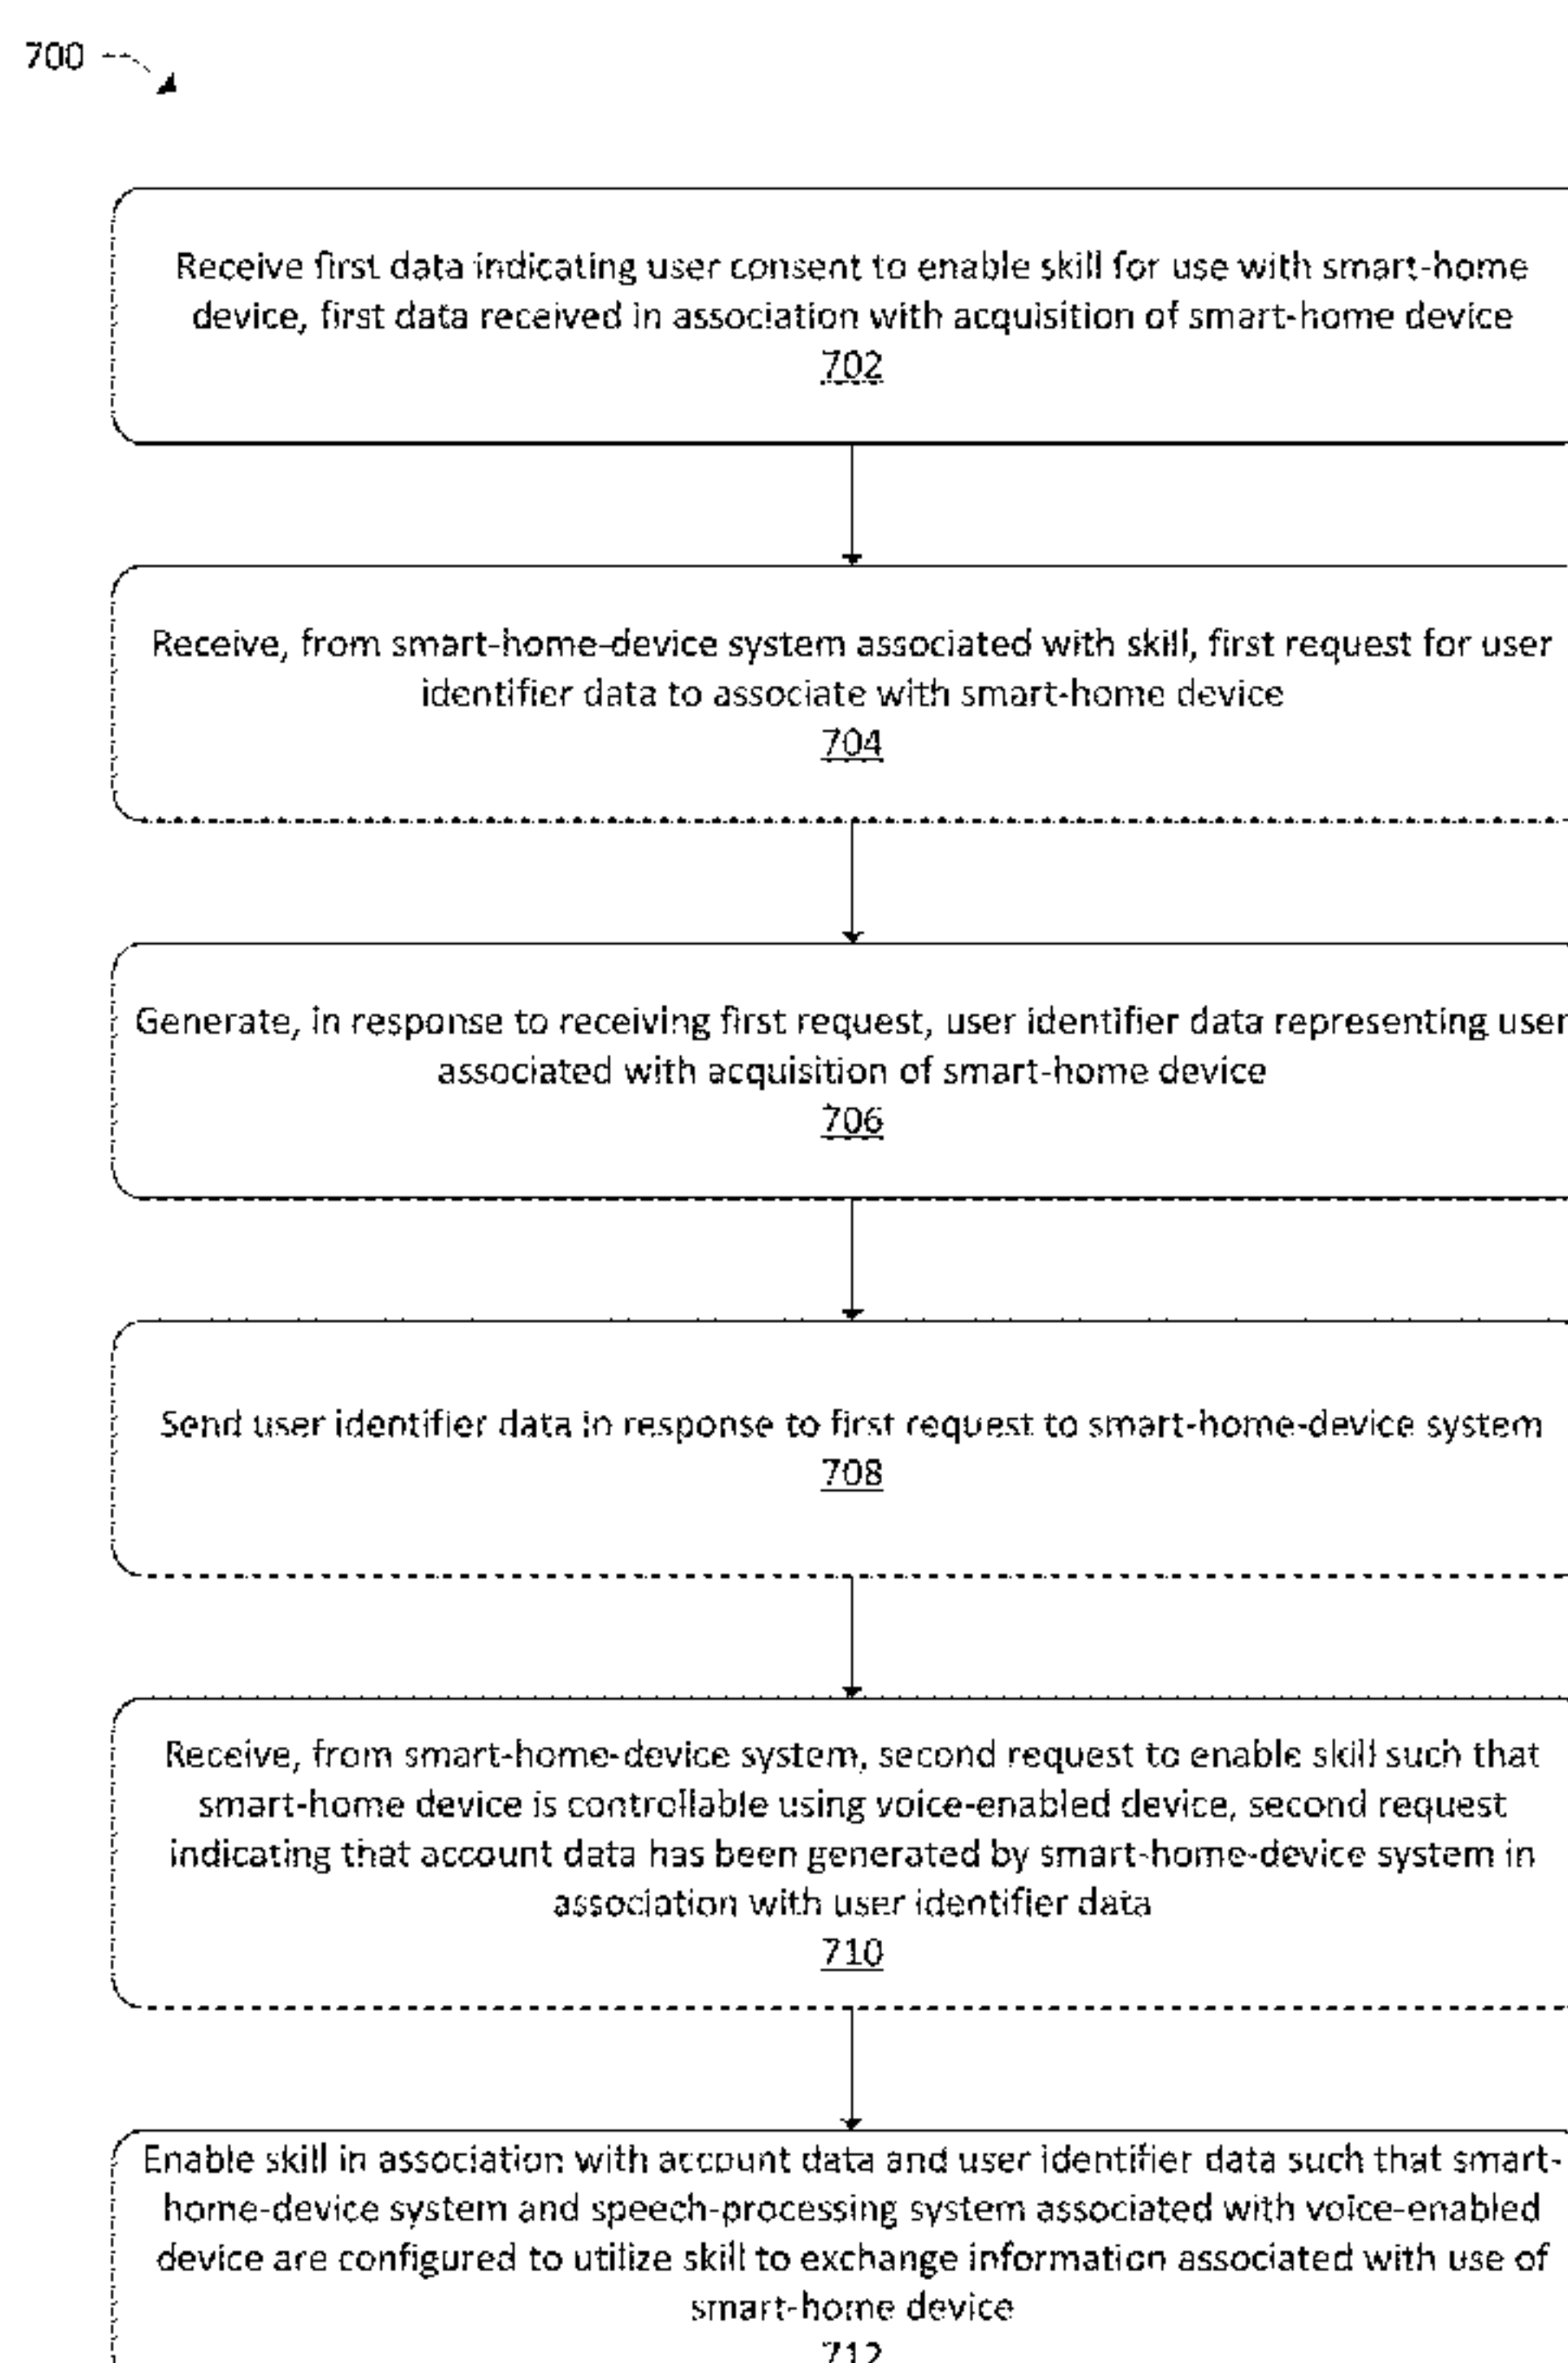 700
Receive first data indicating user consent to enable skill for use with smart-home
device, first data received in association with acquisition of smart-home device
702
Receive, from smart-home-device system associated with skill, first request for user
identifier data to associate with smart-home device
704
Generate, in response to receiving first request, user identifier data representing user
associated with acquisition of smart-home device
706
Send user identifier data in response to first request to smart-home-device system
708
Receive, from smart-home-device system, second request to enable skill such that
smart-home device is controllable using voice-enabled device, second request
indicating that account data has been generated by smart-home-device system in
association with user identifier data
710
Enable skill in association with account data and user identifier data such that smart-
home-device system and speech-processing system associated with voice-enabled
device are configured to utilize skill to exchange information associated with use of
smart-home device
712